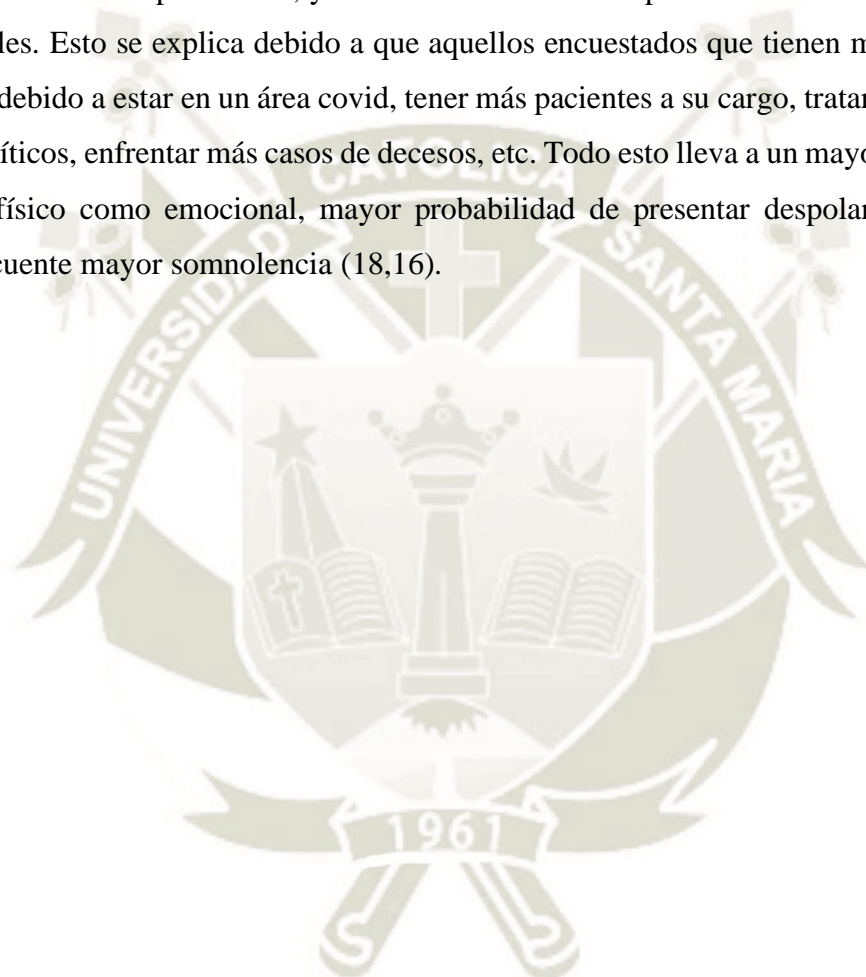 les. Esto se explica debido a que aquellos encuestados que tienen
debido a estar en un área covid, tener más pacientes a su cargo, tratar
íticos, enfrentar más casos de decesos, etc. Todo esto lleva a un mayo
físico como emocional, mayor probabilidad de presentar despolar
cuente mayor somnolencia (18,16).
UNIVERSIDAD CATOLICA SANTA MARIA
1961